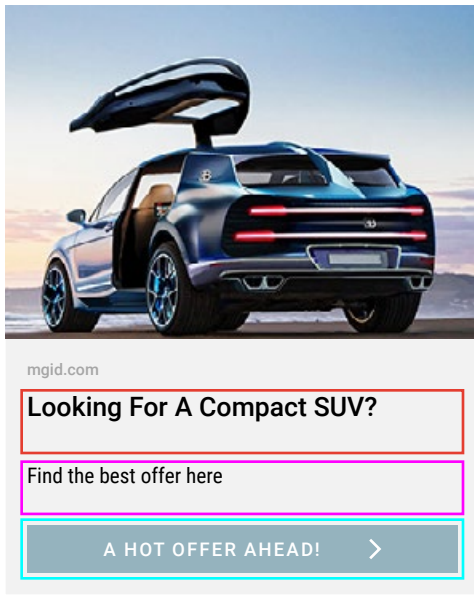 mgid.com
Looking For A Compact SUV?
Find the best offer here
A HOT OFFER AHEAD!